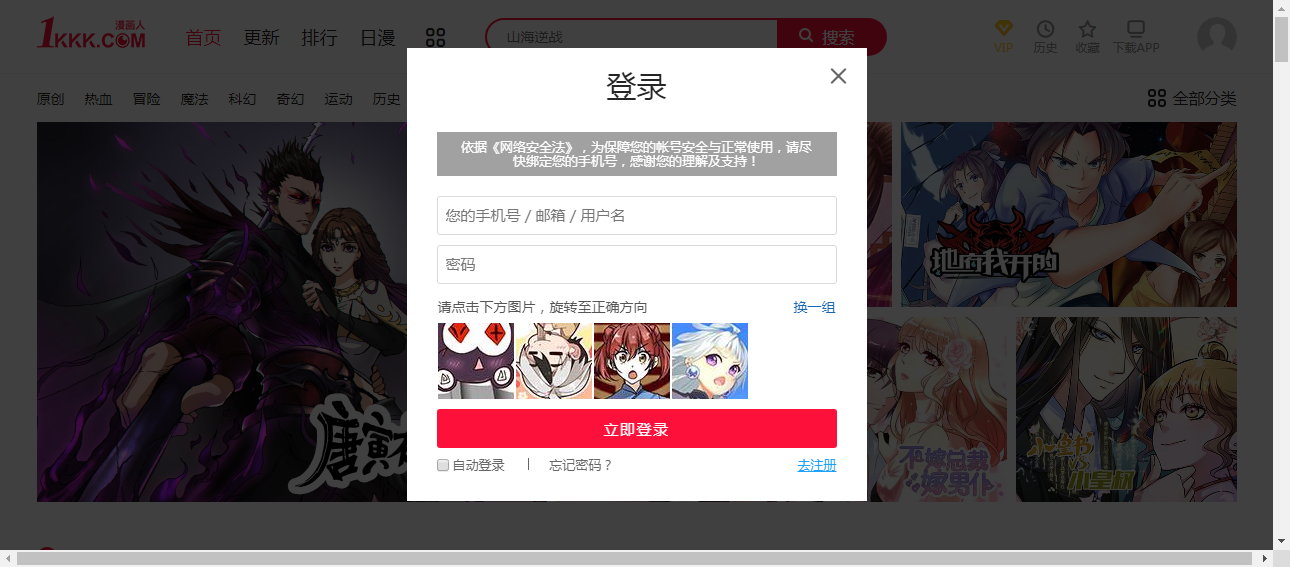 漫画人
1KKK.COM
首页 更新 排行 日漫
山海逆战
搜索
VIP 历史 收藏 下载APP
原创 热血 冒险 魔法 科幻 奇幻 运动 历史
全部分类
登录
依据《网络安全法》，为保障您的帐号安全与正常使用，请尽
快绑定您的手机号，感谢您的理解及支持！
您的手机号 / 邮箱 / 用户名
密码
请点击下方图片，旋转至正确方向
换一组
立即登录
自动登录
忘记密码？
去注册
地府我开的
唐寅
不嫁总裁
嫁男仆
小皇叔